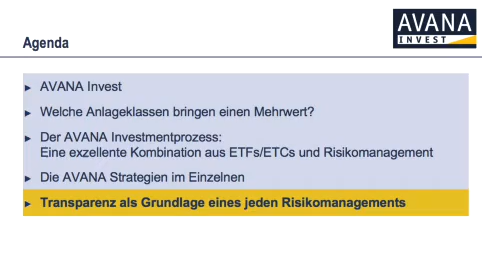 AVANA
INVEST
Agenda
► AVANA Invest
► Welche Anlageklassen bringen einen Mehrwert?
► Der AVANA Investmentprozess:
Eine exzellente Kombination aus ETFs/ETCs und Risikomanagement
► Die AVANA Strategien im Einzelnen
► Transparenz als Grundlage eines jeden Risikomanagements